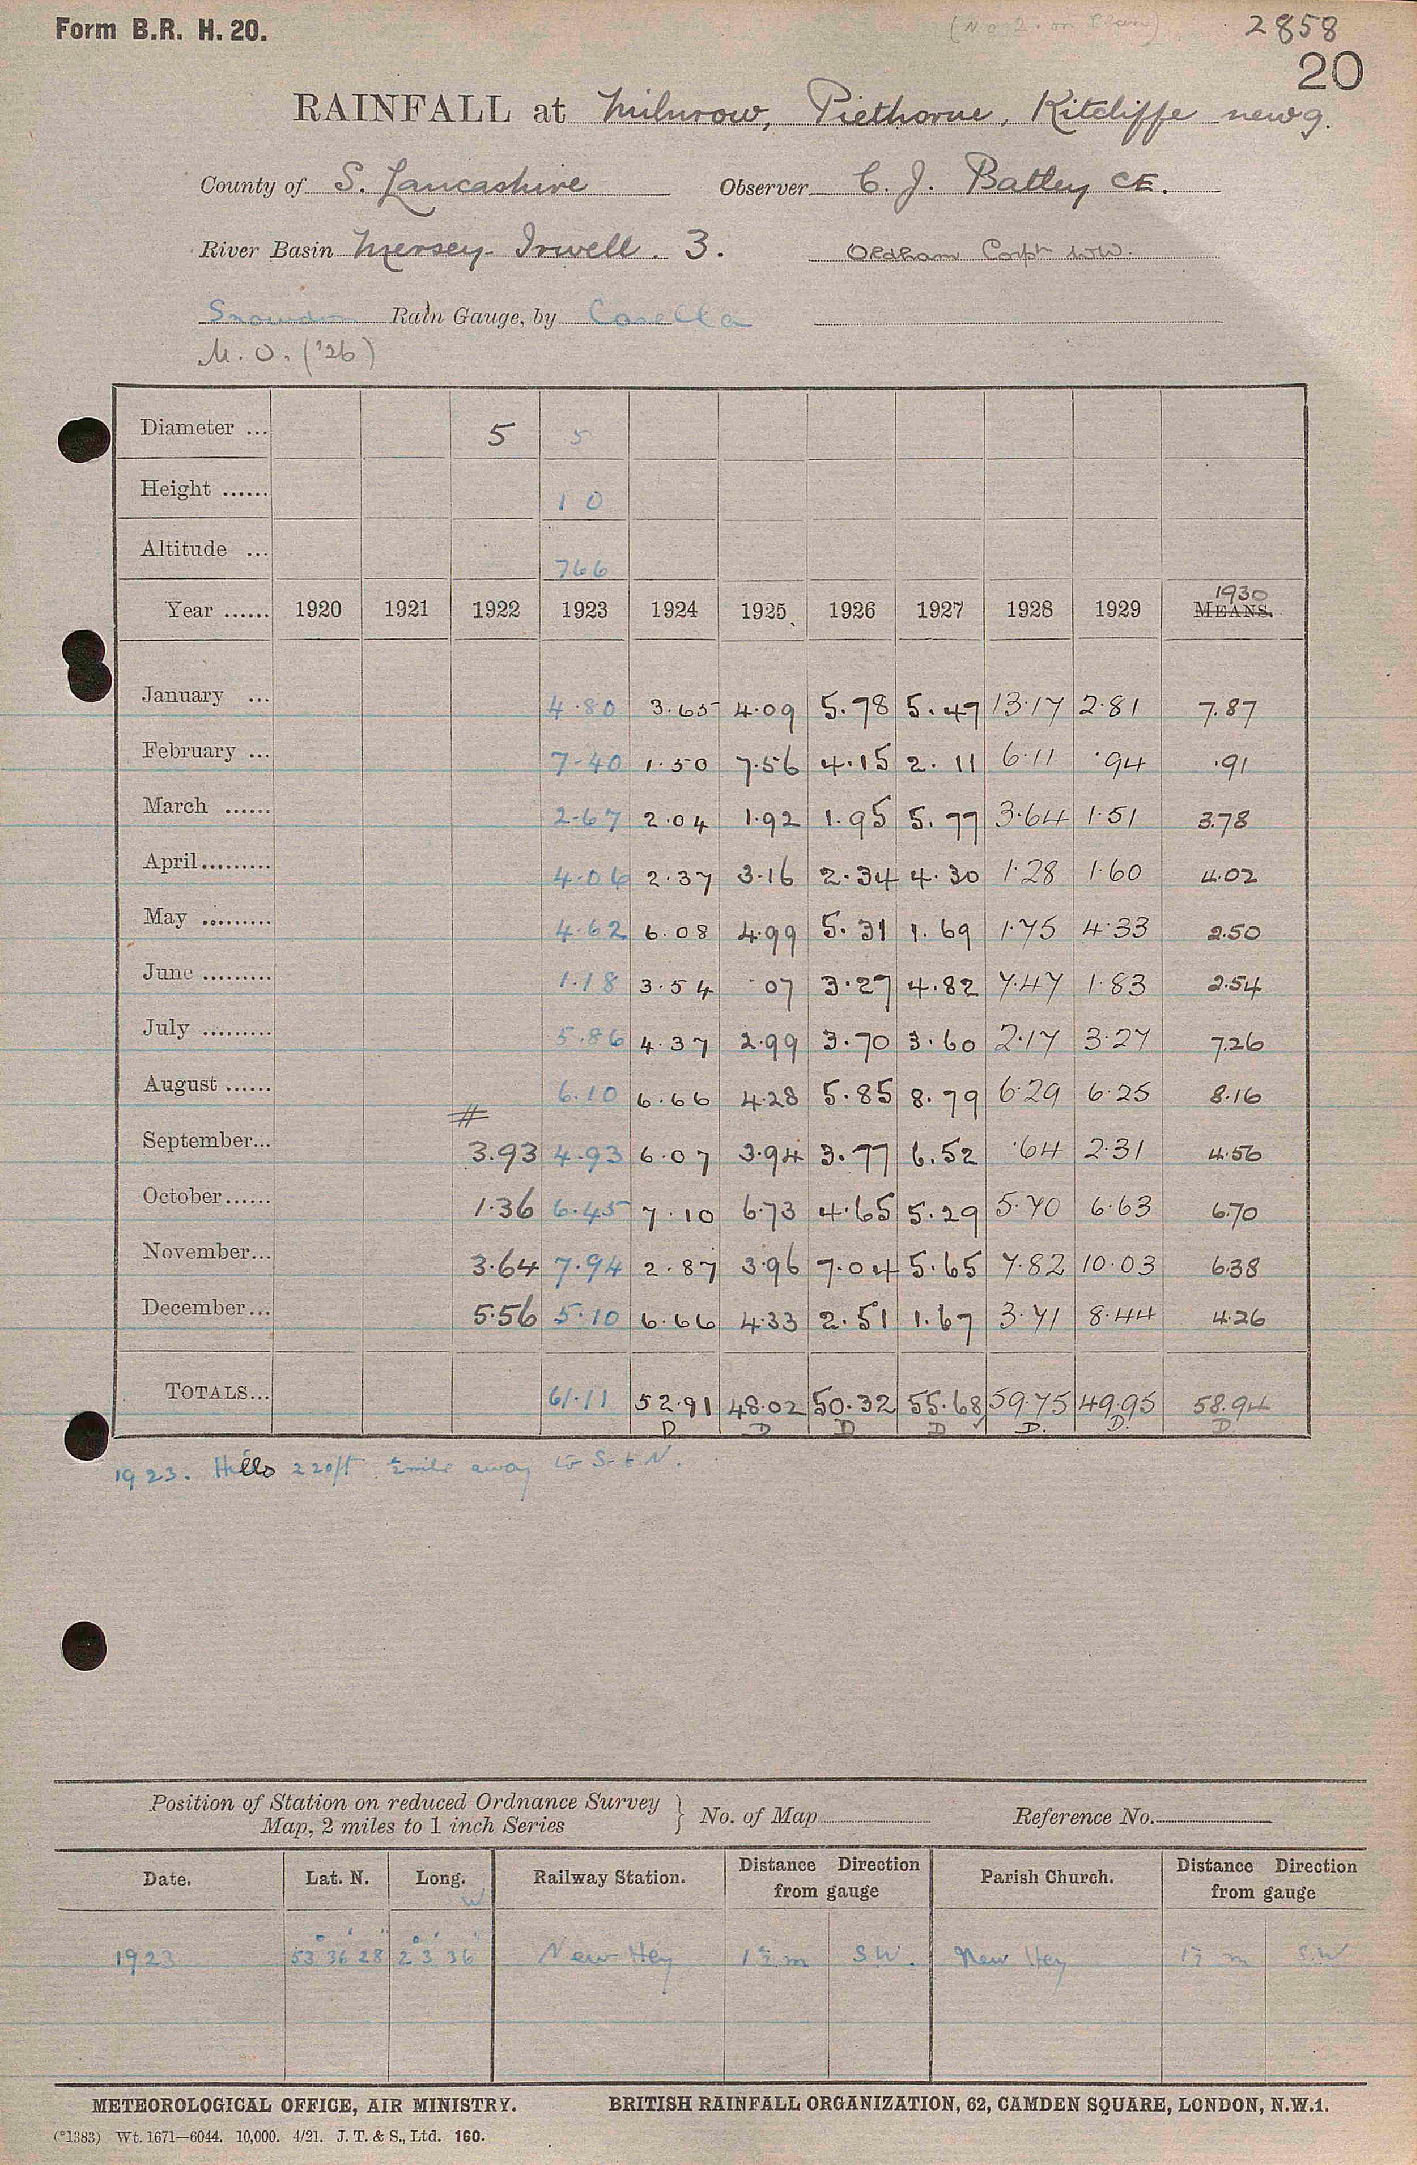 Form B.R. H. 20.
(No 2. on Plan)
2858
20
RAINFALL at Milnrow, Piethorne, Kitcliffe new g.
County of S. Lancashire Observer C. J. Batley CE.
River Basin Mersey-Irwell. 3. Oldham Corpn WW.
Snowdon Rain Gauge, by Casella
M.O. ('26)
Diameter ... 5 5
Height ...... 1 0
Altitude ... 766
Year ...... 1920 1921 1922 1923 1924 1925 1926 1927 1928 1929 1930 MEANS.
January ... 4.80 3.65 4.09 5.78 5.47 13.17 2.81 7.87
February ... 7.40 1.50 7.56 4.15 2.11 6.11 .94 .91
March ...... 2.67 2.04 1.92 1.95 5.77 3.64 1.51 3.78
April......... 4.06 2.37 3.16 2.34 4.30 1.28 1.60 4.02
May ......... 4.62 6.08 4.99 5.31 1.69 1.75 4.33 2.50
June ......... 1.18 3.54 .07 3.27 4.82 7.47 1.83 2.54
July ......... 5.86 4.37 2.99 3.70 3.60 2.17 3.27 7.26
August ...... 6.10 6.66 4.28 5.85 8.79 6.29 6.25 8.16
September... 3.93 4.93 6.07 3.94 3.77 6.52 .64 2.31 4.56
October...... 1.36 6.45 7.10 6.73 4.65 5.29 5.70 6.63 6.70
November... 3.64 7.94 2.87 3.96 7.04 5.65 7.82 10.03 6.38
December... 5.56 5.10 6.66 4.33 2.51 1.67 3.71 8.44 4.26
TOTALS... 61.11 52.91 48.02 50.32 55.68 59.75 49.95 58.94
D D D D D. D. D.
1923. Hills 220ft ½ mile away to S. & N.
Position of Station on reduced Ordnance Survey
Map, 2 miles to 1 inch Series } No. of Map Reference No.
Date. Lat. N. Long. W Railway Station. Distance Direction from gauge Parish Church. Distance Direction from gauge
1923 53° 36' 28" 2° 3' 36" New Hey 1½ m S.W. New Hey 1½ m S.W
METEOROLOGICAL OFFICE, AIR MINISTRY. BRITISH RAINFALL ORGANIZATION, 62, CAMDEN SQUARE, LONDON, N.W.1.
(*1383) Wt. 1671—6044. 10,000. 4/21. J. T. & S., Ltd. 160.